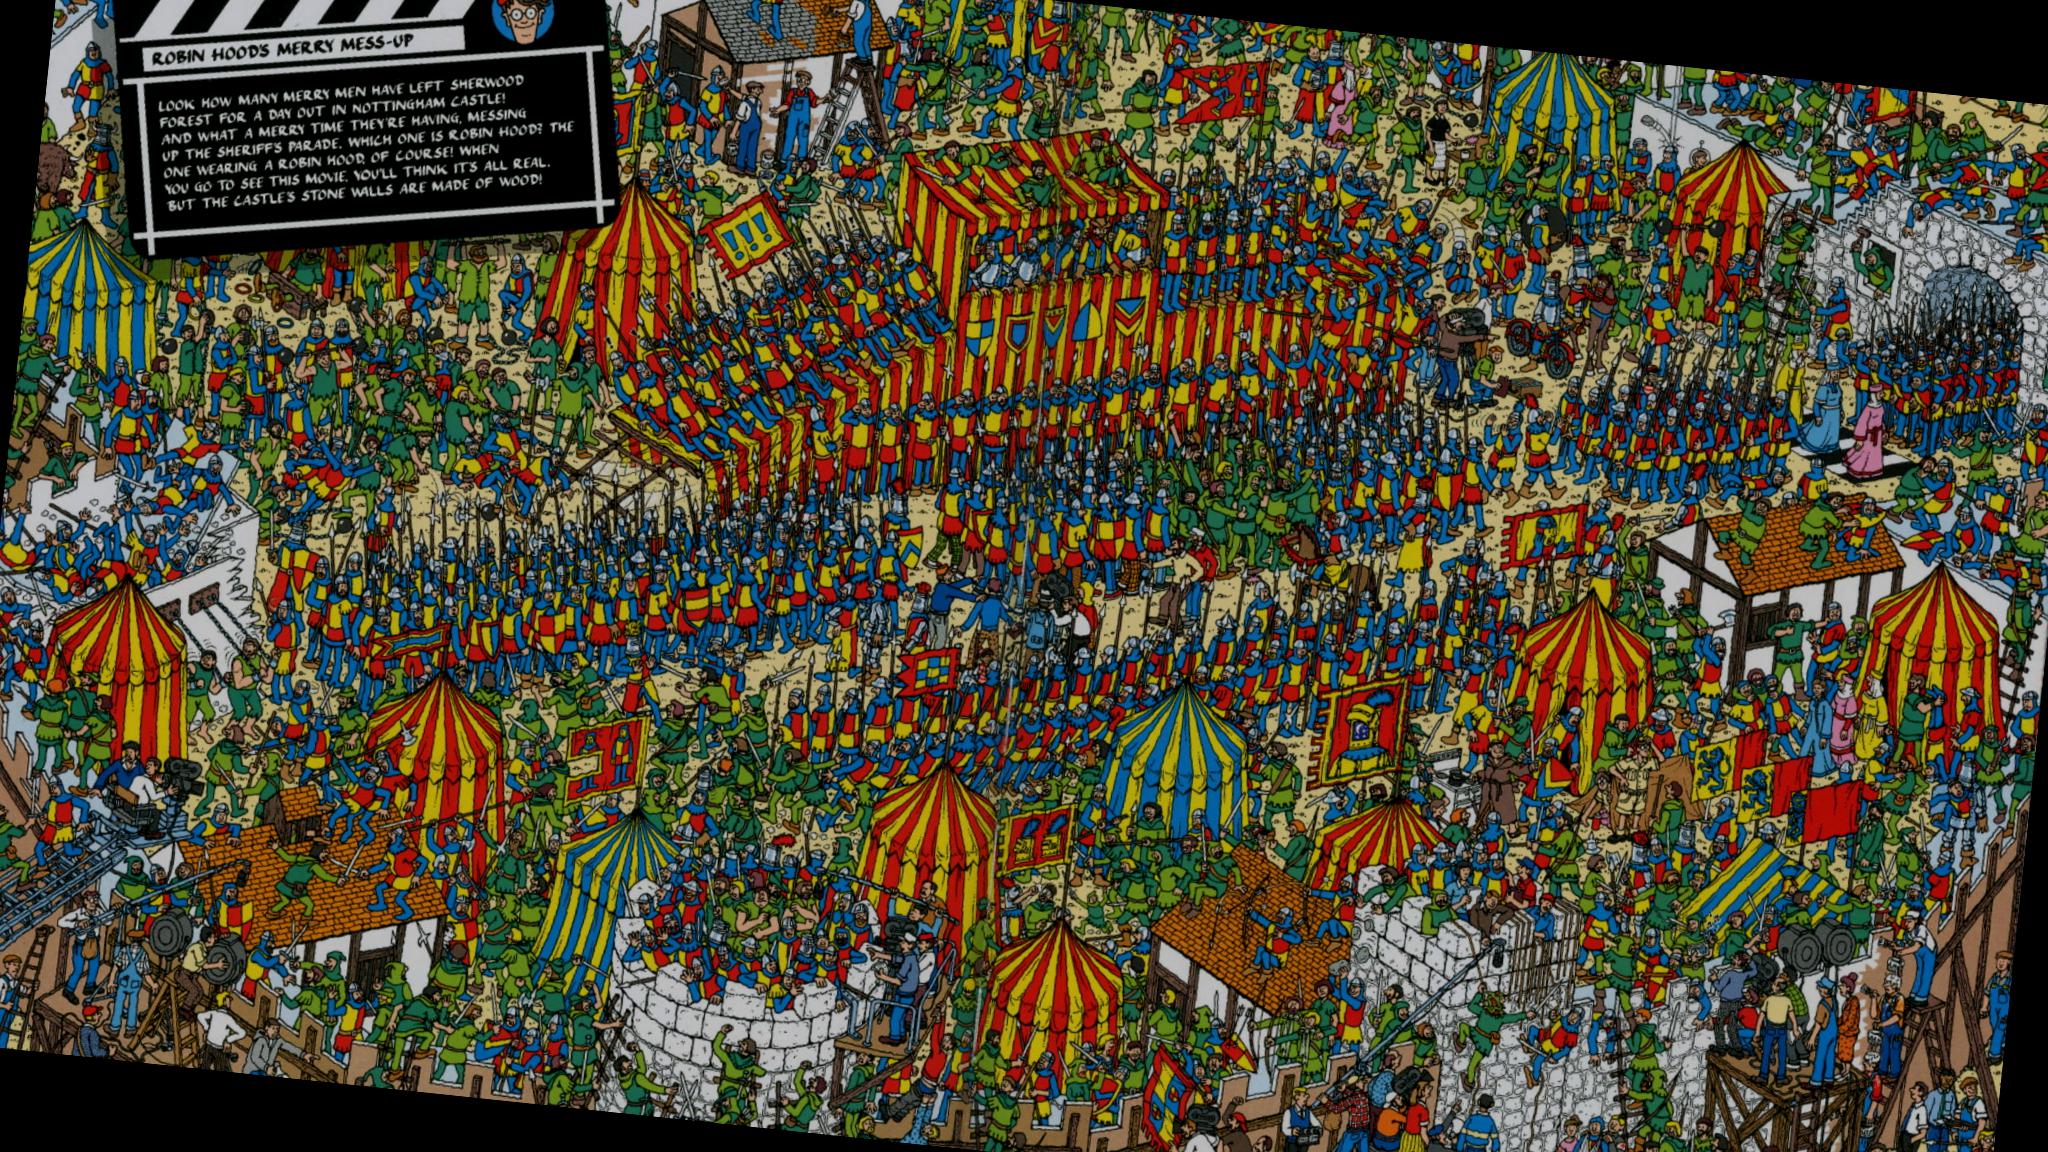 ROBIN HOOD'S MERRY MESS-UP
LOOK HOW MANY MERRY MEN HAVE LEFT SHERWOOD
FOREST FOR A DAY OUT IN NOTTINGHAM CASTLE!
AND WHAT A MERRY TIME THEY'RE HAVING, MESSING
UP THE SHERIFF'S PARADE. WHICH ONE IS ROBIN HOOD? THE
ONE WEARING A ROBIN HOOD, OF COURSE! WHEN
YOU GO TO SEE THIS MOVIE, YOU'LL THINK IT'S ALL REAL.
BUT THE CASTLE'S STONE WALLS ARE MADE OF WOOD!
! ! !